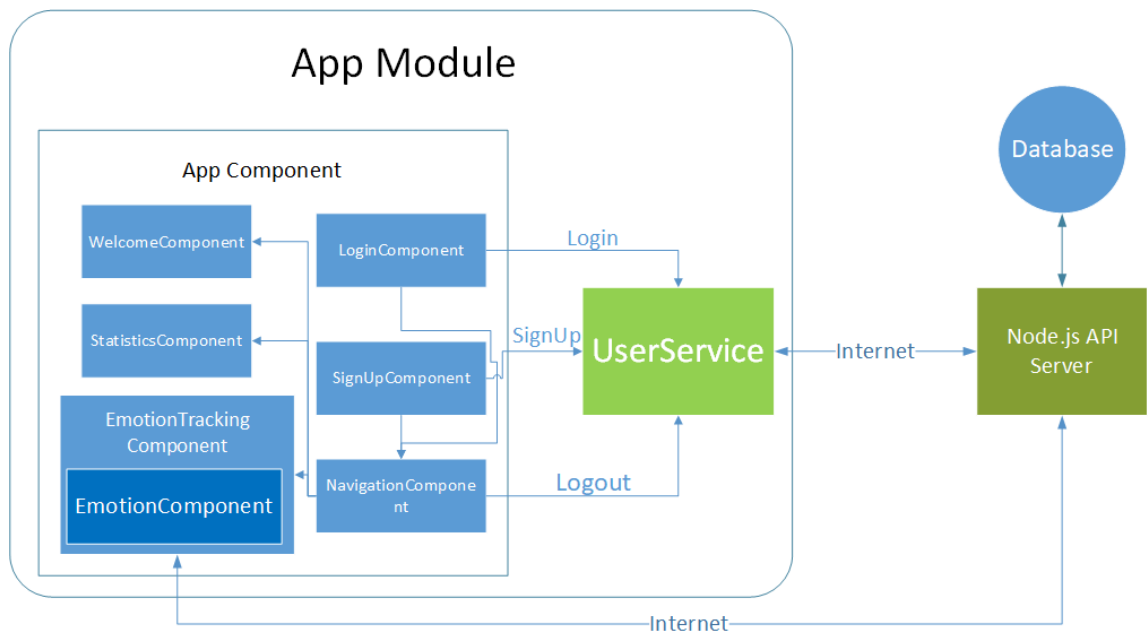 App Module
App Component
WelcomeComponent
LoginComponent
Login
Database
StatisticsComponent
SignUpComponent
SignUp
UserService
Internet
Node.js API
Server
EmotionTracking
Component
EmotionComponent
NavigationCompone
nt
Logout
Internet